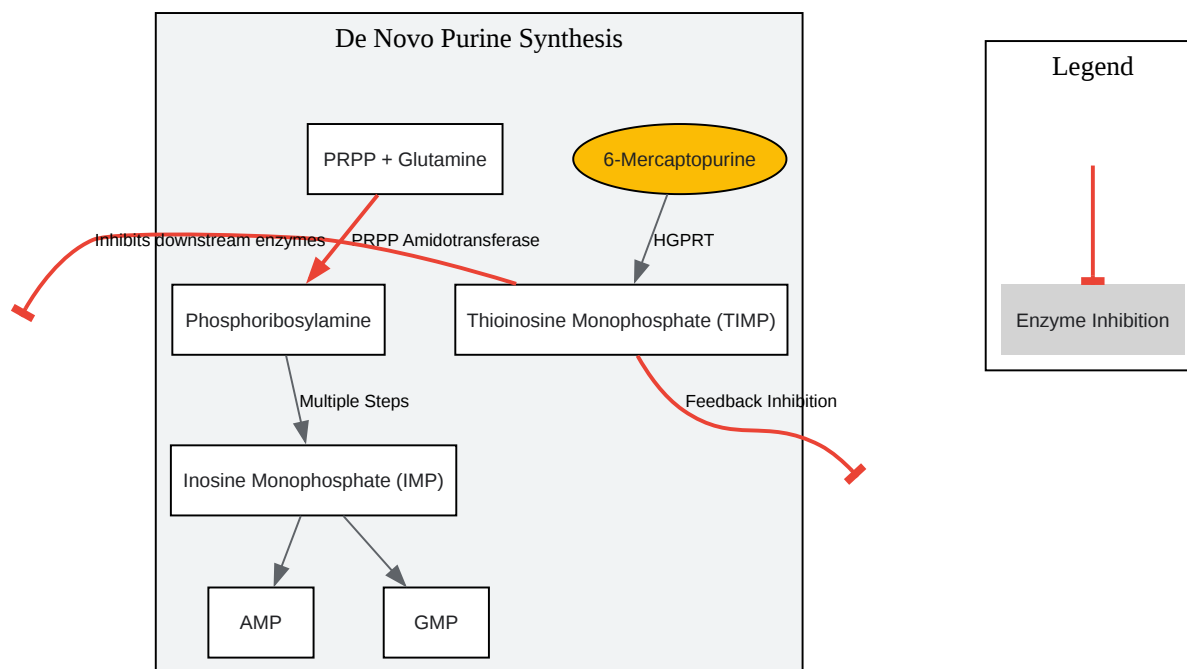 De Novo Purine Synthesis
Legend
PRPP + Glutamine
6-Mercaptopurine
Inhibits downstream enzymes
PRPP Amidotransferase
HGPRT
Phosphoribosylamine
Thioinosine Monophosphate (TIMP)
Enzyme Inhibition
Multiple Steps
Feedback Inhibition
Inosine Monophosphate (IMP)
AMP
GMP